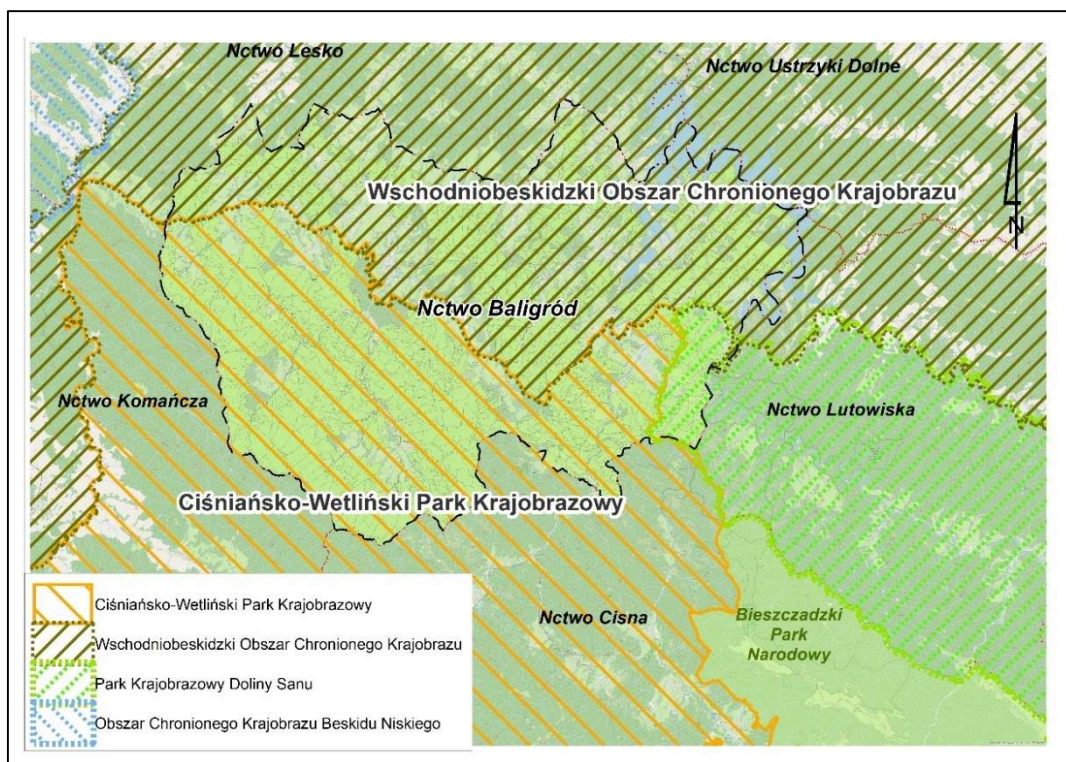 Nctwo Lesko
Nctwo Ustrzyki Dolne
Wschodniobeskidzki Obszar Chronionego Krajobrazu
N
Nctwo Baligród
Nctwo Komańcza
Nctwo Lutowiska
Ciśniańsko-Wetliński Park Krajobrazowy
Nctwo Cisna
Bieszczadzki
Park
Narodowy
Ciśniańsko-Wetliński Park Krajobrazowy
Wschodniobeskidzki Obszar Chronionego Krajobrazu
Park Krajobrazowy Doliny Sanu
Obszar Chronionego Krajobrazu Beskidu Niskiego